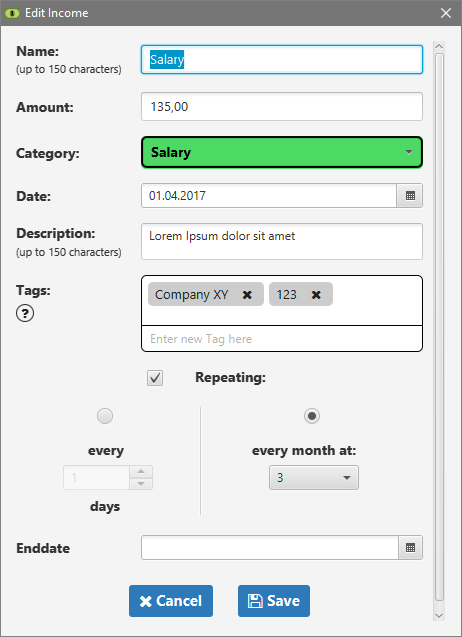 Edit Income
Name:
(up to 150 characters)
Salary
Amount:
135,00
Category:
Salary
Date:
01.04.2017
Description:
(up to 150 characters)
Lorem Ipsum dolor sit amet
Tags:
?
Company XY
123
Enter new Tag here
Repeating:
every
1
days
every month at:
3
Enddate
Cancel
Save